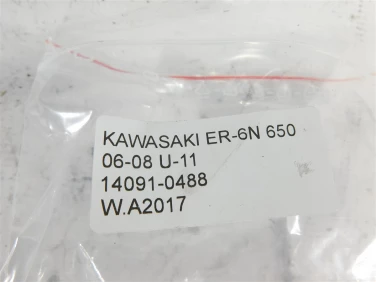 KAWASAKI ER-6N 650
06-08 U-11
14091-0488
W.A2017